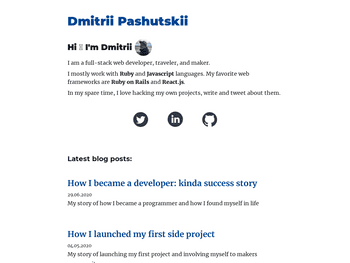 Dmitrii Pashutskii
Hi I'm Dmitrii
I am a full-stack web developer, traveler, and maker.
I mostly work with Ruby and Javascript languages. My favorite web
frameworks are Ruby on Rails and React.js.
In my spare time, I love hacking my own projects, write and tweet about them.
Latest blog posts:
How I became a developer: kinda success story
29.06.2020
My story of how I became a programmer and how I found myself in life
How I launched my first side project
04.05.2020
My story of launching my first project and involving myself to makers